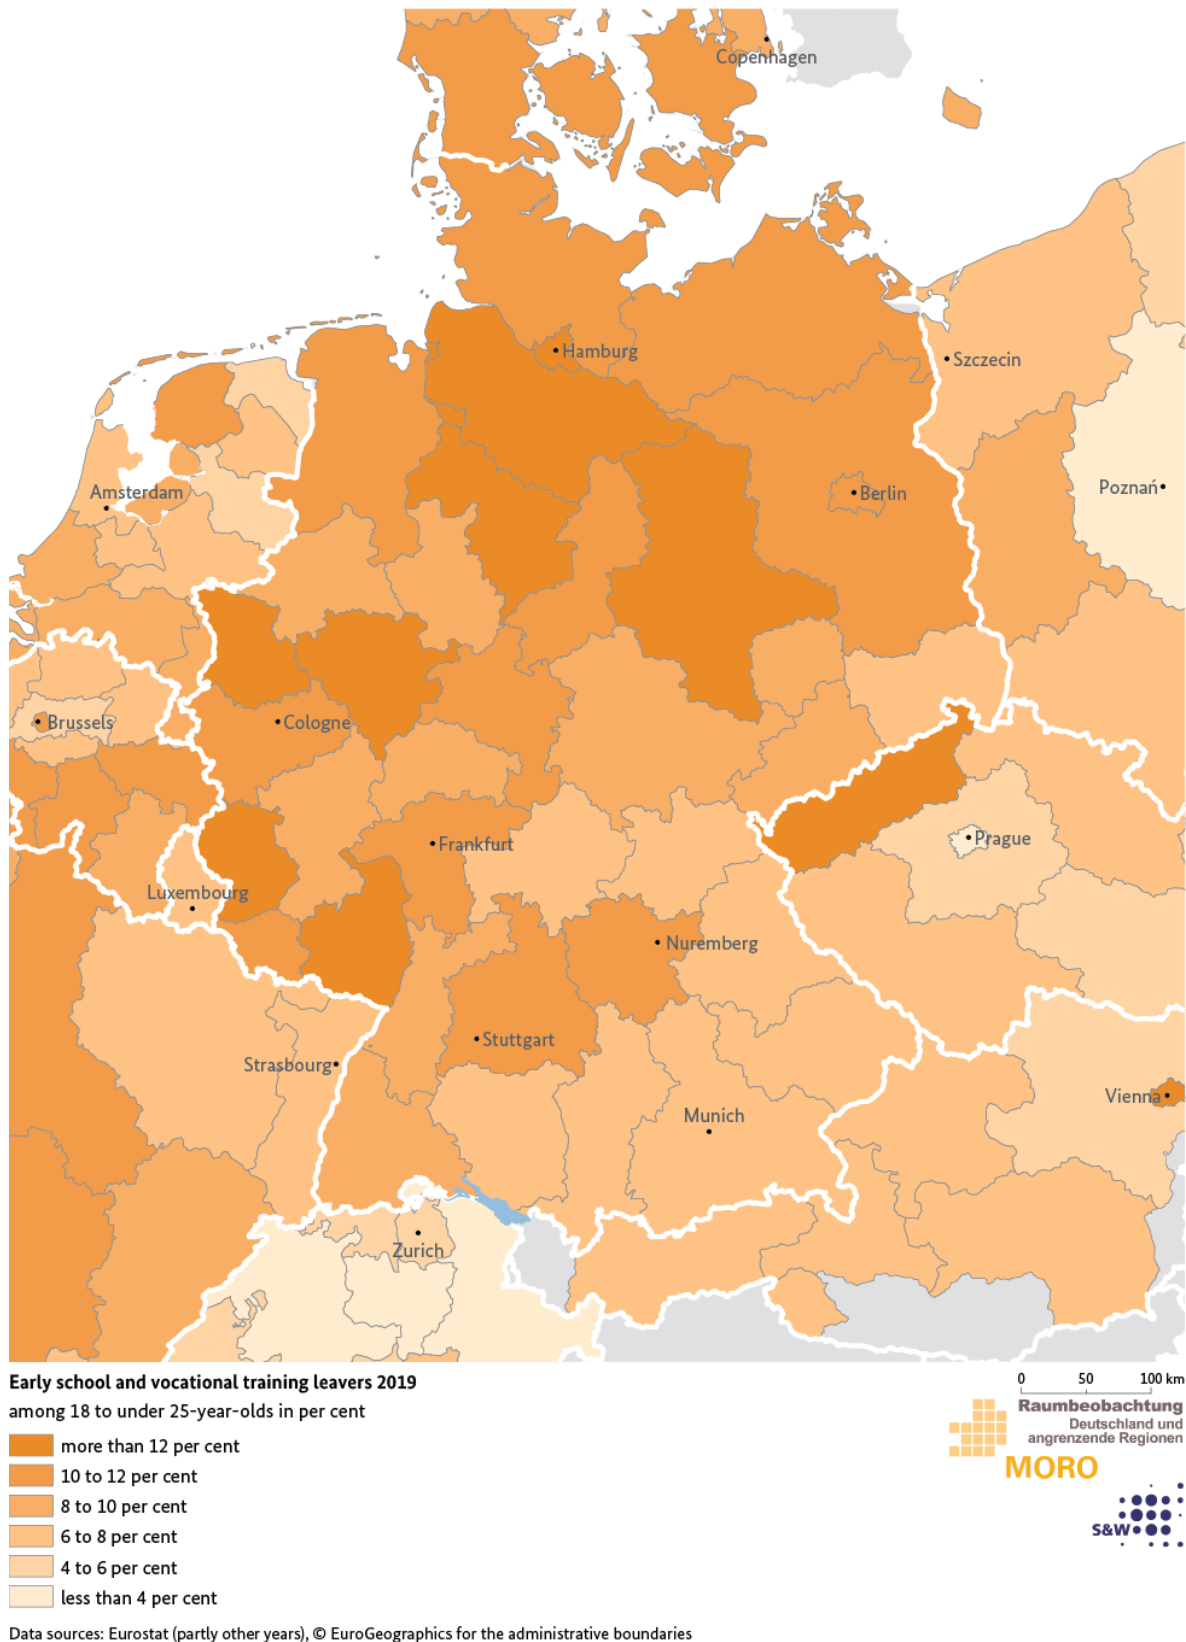 Copenhagen
Hamburg
Szczecin
Amsterdam
Berlin
Poznań
Brussels
Cologne
Frankfurt
Prague
Luxembourg
Nuremberg
Stuttgart
Strasbourg
Vienna
Munich
Zurich
Early school and vocational training leavers 2019
among 18 to under 25-year-olds in per cent
more than 12 per cent
10 to 12 per cent
8 to 10 per cent
6 to 8 per cent
4 to 6 per cent
less than 4 per cent
0 50 100 km
Raumbeobachtung
Deutschland und
angrenzende Regionen
MORO
S&W
Data sources: Eurostat (partly other years), © EuroGeographics for the administrative boundaries